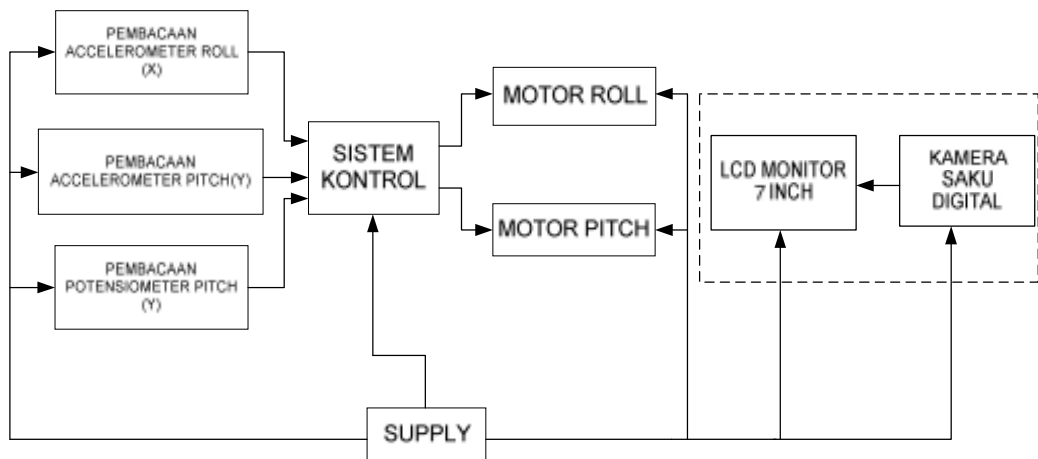 PEMBACAAN
ACCELEROMETER ROLL
(X)
PEMBACAAN
ACCELEROMETER PITCH(Y)
PEMBACAAN
POTENSIOMETER PITCH
(Y)
SISTEM
KONTROL
MOTOR ROLL
MOTOR PITCH
LCD MONITOR
7 INCH
KAMERA
SAKU
DIGITAL
SUPPLY